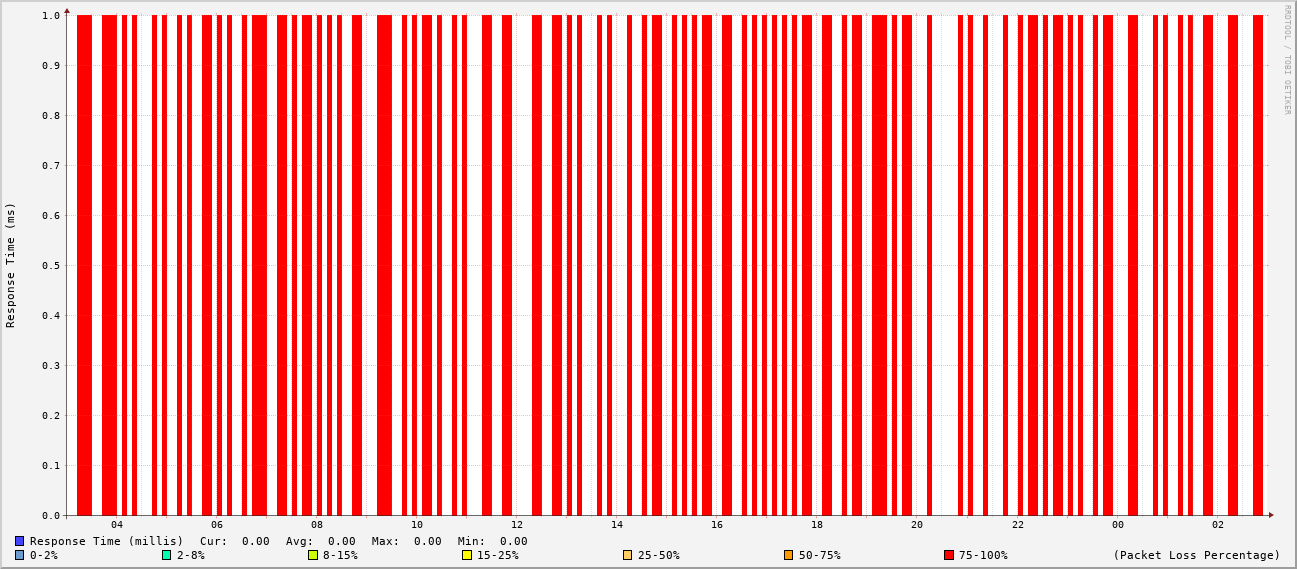 RRDTOOL / TOBI OETIKER
Response Time (ms)
1.0
0.9
0.8
0.7
0.6
0.5
0.4
0.3
0.2
0.1
0.0
04 06 08 10 12 14 16 18 20 22 00 02
Response Time (millis) Cur: 0.00 Avg: 0.00 Max: 0.00 Min: 0.00
0-2% 2-8% 8-15% 15-25% 25-50% 50-75% 75-100% (Packet Loss Percentage)